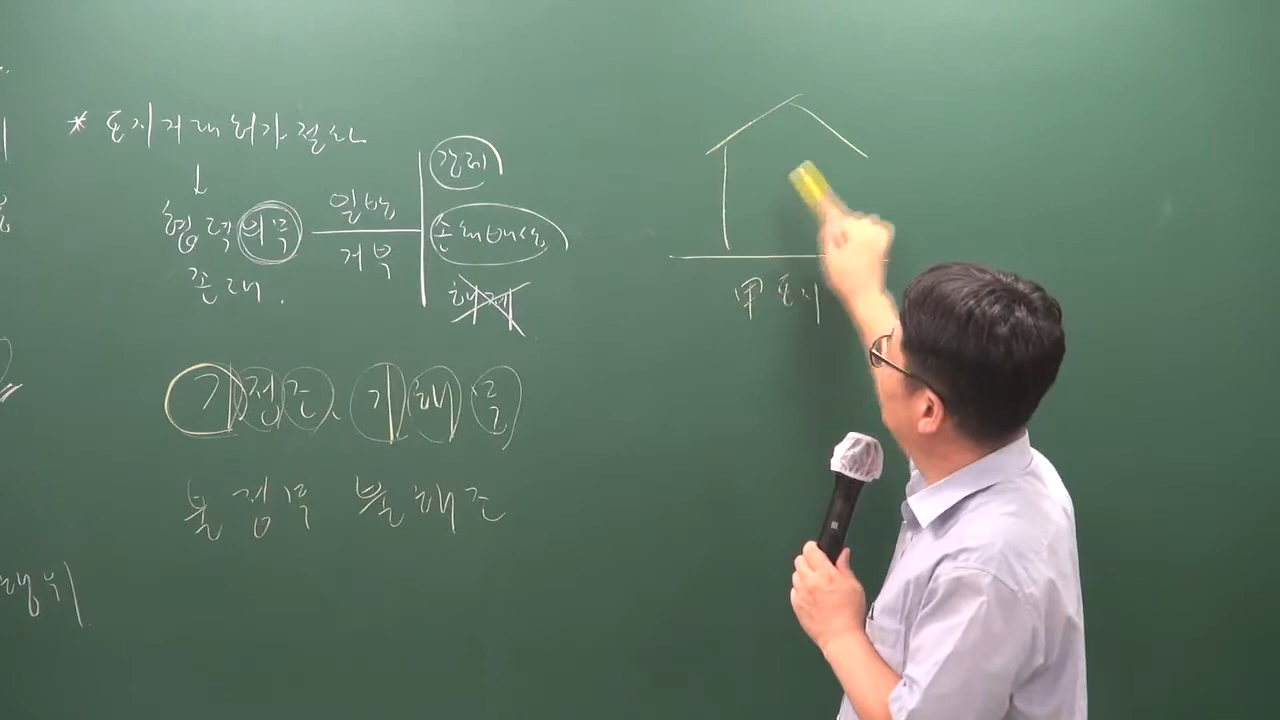 * 토지거래허가절차
↓
협력의무 일방 강제
존재. 거부 손해배상
해제
기정조. 기해무
불정무 불해조
행위
甲 토지